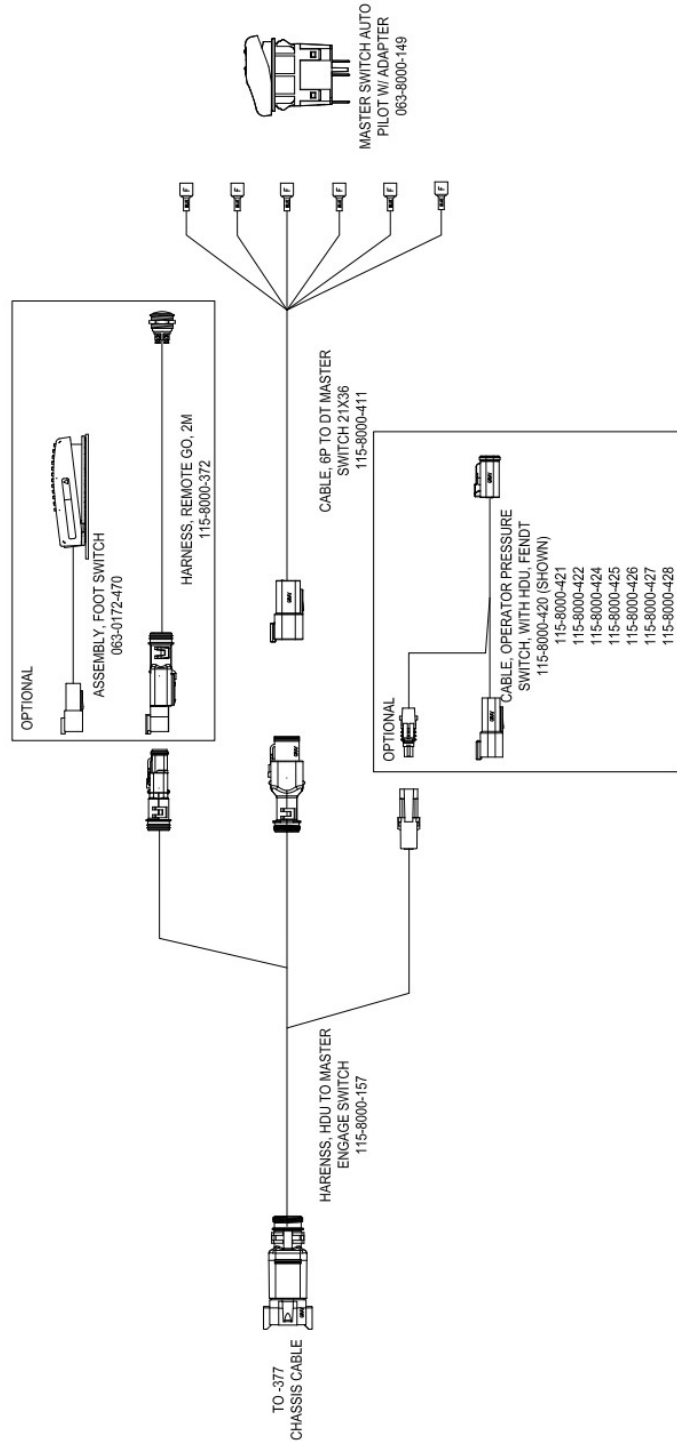 TO -377
CHASSIS CABLE
HARENSS, HDU TO MASTER
ENGAGE SWITCH
115-8000-157
OPTIONAL
ASSEMBLY, FOOT SWITCH
063-0172-470
HARNESS, REMOTE GO, 2M
115-8000-372
CABLE, 6P TO DT MASTER
SWITCH 21X36
115-8000-411
F
F
F
F
F
F
MASTER SWITCH AUTO
PILOT W/ ADAPTER
063-8000-149
OPTIONAL
CABLE, OPERATOR PRESSURE
SWITCH, WITH HDU, FENDT
115-8000-420 (SHOWN)
115-8000-421
115-8000-422
115-8000-424
115-8000-425
115-8000-426
115-8000-427
115-8000-428